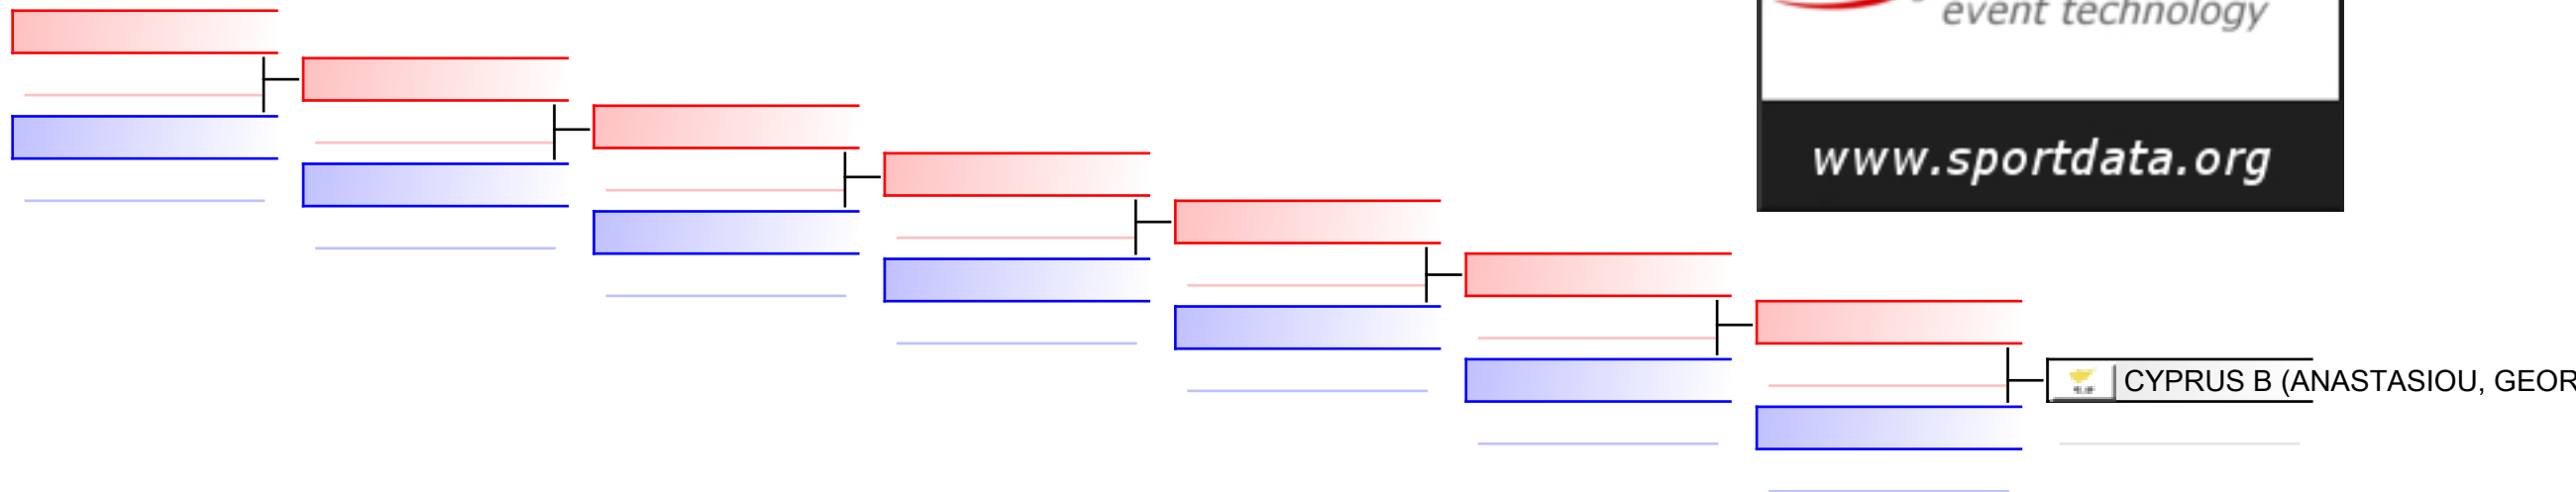 event technology
www.sportdata.org
CYPRUS B (ANASTASIOU, GEOR